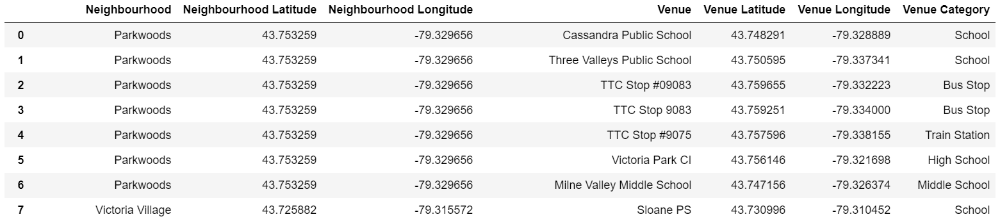 Neighbourhood Neighbourhood Latitude Neighbourhood Longitude Venue Venue Latitude Venue Longitude Venue Category
0 Parkwoods 43.753259 -79.329656 Cassandra Public School 43.748291 -79.328889 School
1 Parkwoods 43.753259 -79.329656 Three Valleys Public School 43.750595 -79.337341 School
2 Parkwoods 43.753259 -79.329656 TTC Stop #09083 43.759655 -79.332223 Bus Stop
3 Parkwoods 43.753259 -79.329656 TTC Stop 9083 43.759251 -79.334000 Bus Stop
4 Parkwoods 43.753259 -79.329656 TTC Stop #9075 43.757596 -79.338155 Train Station
5 Parkwoods 43.753259 -79.329656 Victoria Park CI 43.756146 -79.321698 High School
6 Parkwoods 43.753259 -79.329656 Milne Valley Middle School 43.747156 -79.326374 Middle School
7 Victoria Village 43.725882 -79.315572 Sloane PS 43.730996 -79.310452 School